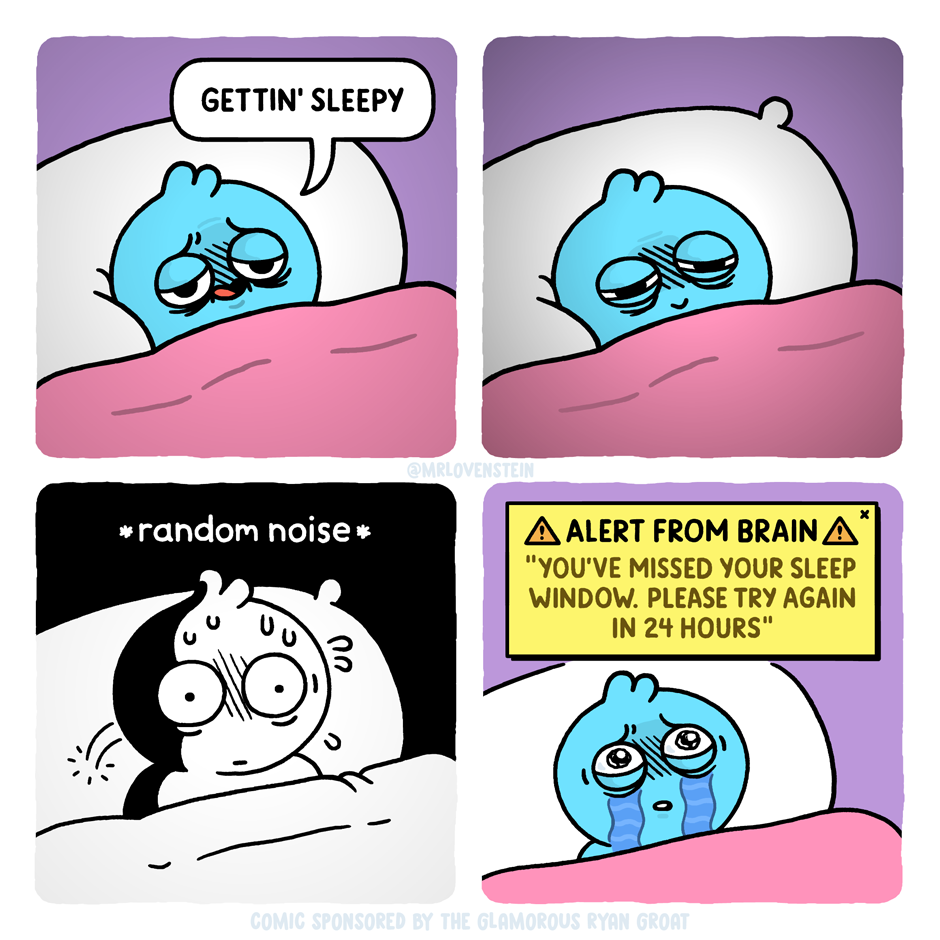 GETTIN' SLEEPY
@MRLOVENSTEIN
*random noise*
⚠ ALERT FROM BRAIN ⚠ x
"YOU'VE MISSED YOUR SLEEP
WINDOW. PLEASE TRY AGAIN
IN 24 HOURS"
COMIC SPONSORED BY THE GLAMOROUS RYAN GROAT